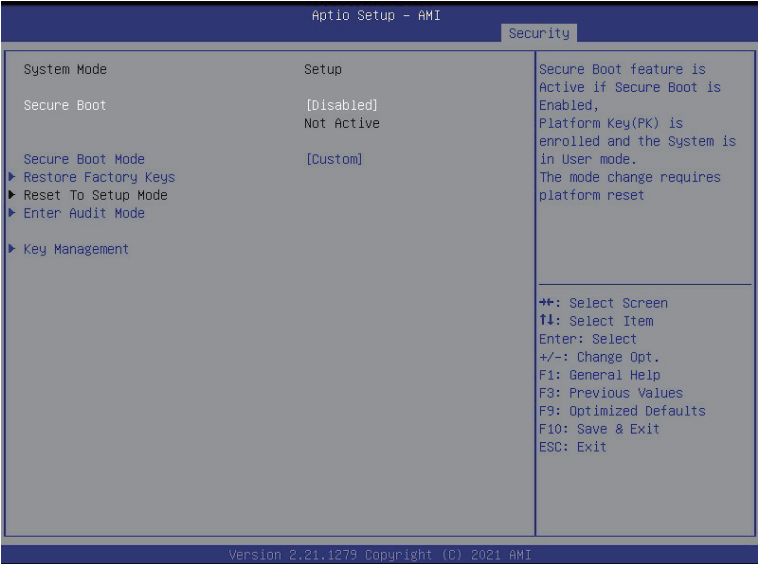 Aptio Setup – AMI
Security
System Mode Setup
Secure Boot [Disabled]
Not Active
Secure Boot Mode [Custom]
Restore Factory Keys
Reset To Setup Mode
Enter Audit Mode
Key Management
Secure Boot feature is
Active if Secure Boot is
Enabled,
Platform Key(PK) is
enrolled and the System is
in User mode.
The mode change requires
platform reset
→←: Select Screen
↑↓: Select Item
Enter: Select
+/-: Change Opt.
F1: General Help
F3: Previous Values
F9: Optimized Defaults
F10: Save & Exit
ESC: Exit
Version 2.21.1279 Copyright (C) 2021 AMI